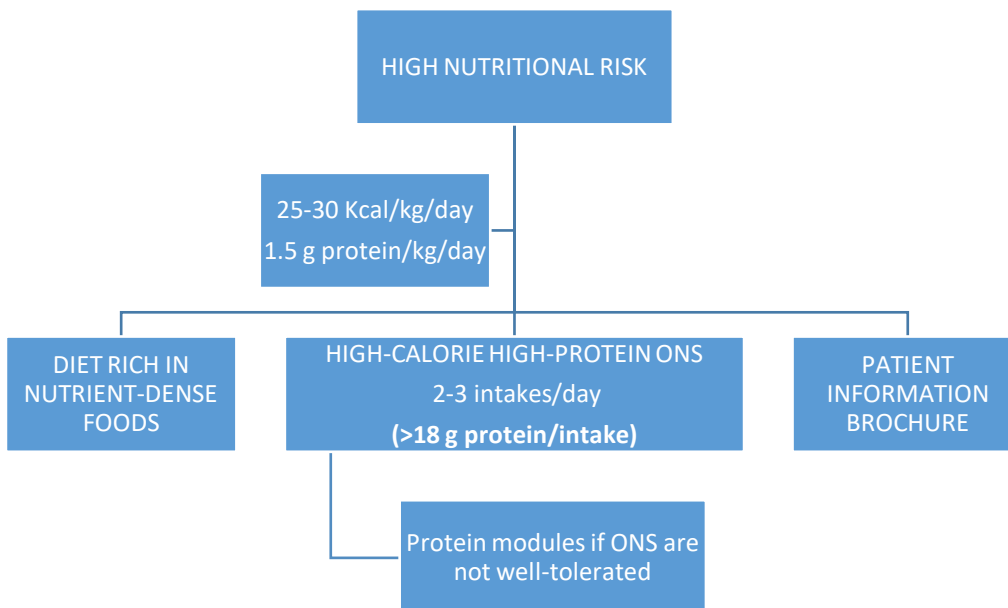 HIGH NUTRITIONAL RISK
25-30 Kcal/kg/day
1.5 g protein/kg/day
DIET RICH IN
NUTRIENT-DENSE
FOODS
HIGH-CALORIE HIGH-PROTEIN ONS
2-3 intakes/day
(>18 g protein/intake)
PATIENT
INFORMATION
BROCHURE
Protein modules if ONS are
not well-tolerated